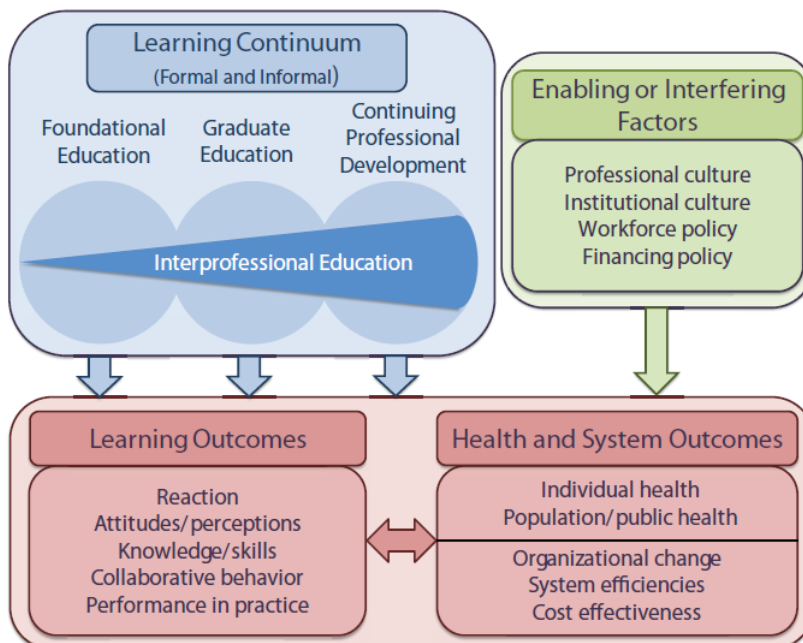 Learning Continuum
(Formal and Informal)
Foundational
Education
Graduate
Education
Continuing
Professional
Development
Interprofessional Education
Enabling or Interfering
Factors
Professional culture
Institutional culture
Workforce policy
Financing policy
Learning Outcomes
Reaction
Attitudes/perceptions
Knowledge/skills
Collaborative behavior
Performance in practice
Health and System Outcomes
Individual health
Population/public health
Organizational change
System efficiencies
Cost effectiveness